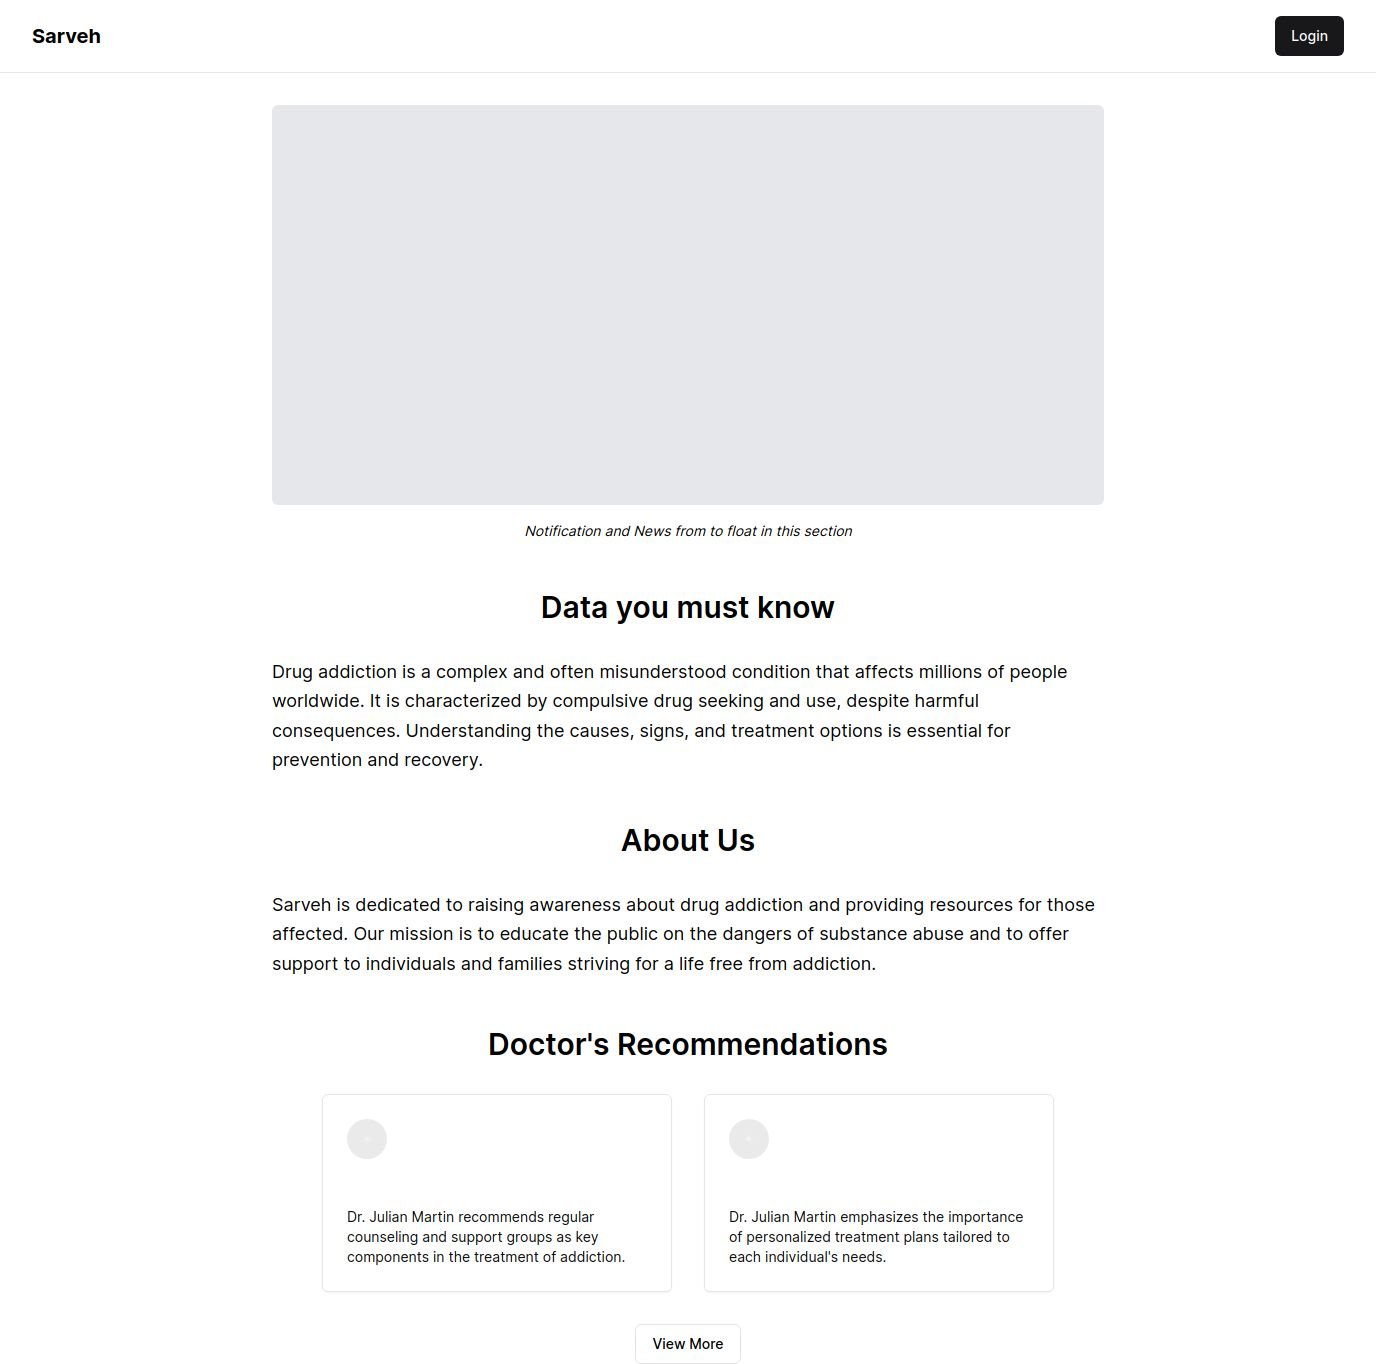 Sarveh
Login
Notification and News from to float in this section
Data you must know
Drug addiction is a complex and often misunderstood condition that affects millions of people
worldwide. It is characterized by compulsive drug seeking and use, despite harmful
consequences. Understanding the causes, signs, and treatment options is essential for
prevention and recovery.
About Us
Sarveh is dedicated to raising awareness about drug addiction and providing resources for those
affected. Our mission is to educate the public on the dangers of substance abuse and to offer
support to individuals and families striving for a life free from addiction.
Doctor's Recommendations
Dr. Julian Martin recommends regular
counseling and support groups as key
components in the treatment of addiction.
Dr. Julian Martin emphasizes the importance
of personalized treatment plans tailored to
each individual's needs.
View More